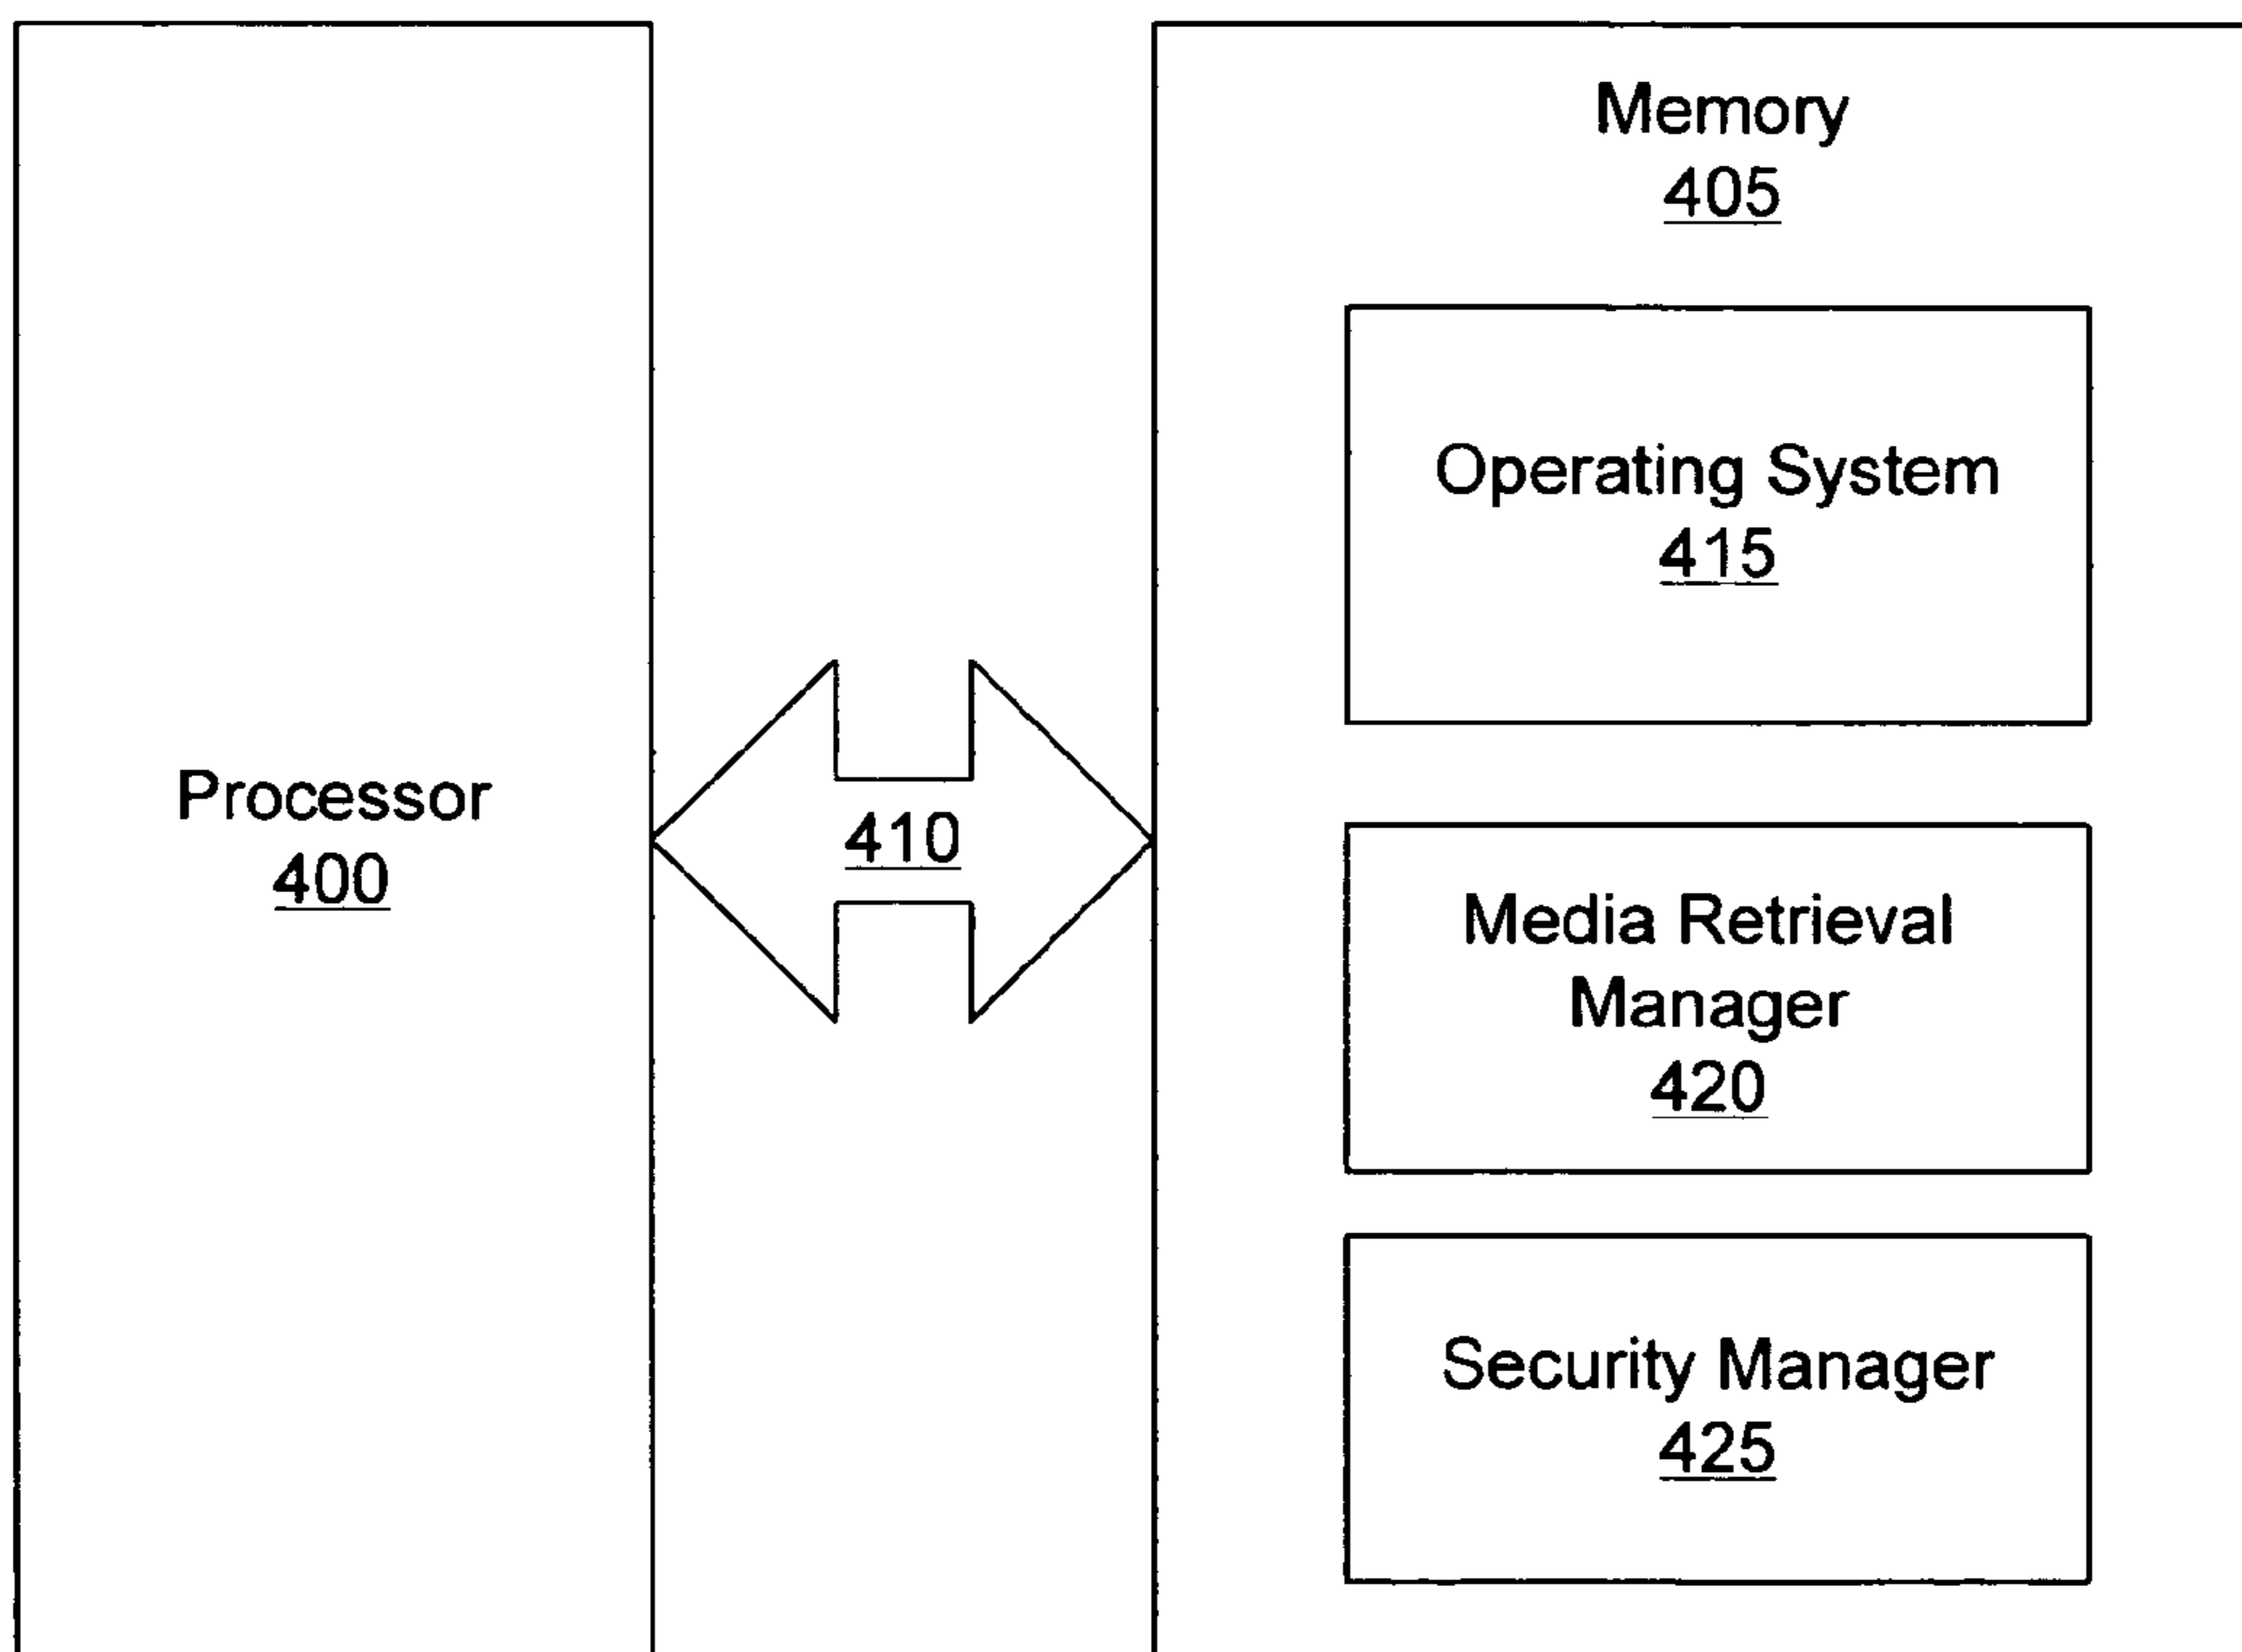 Processor
400
410
Memory
405
Operating System
415
Media Retrieval
Manager
420
Security Manager
425